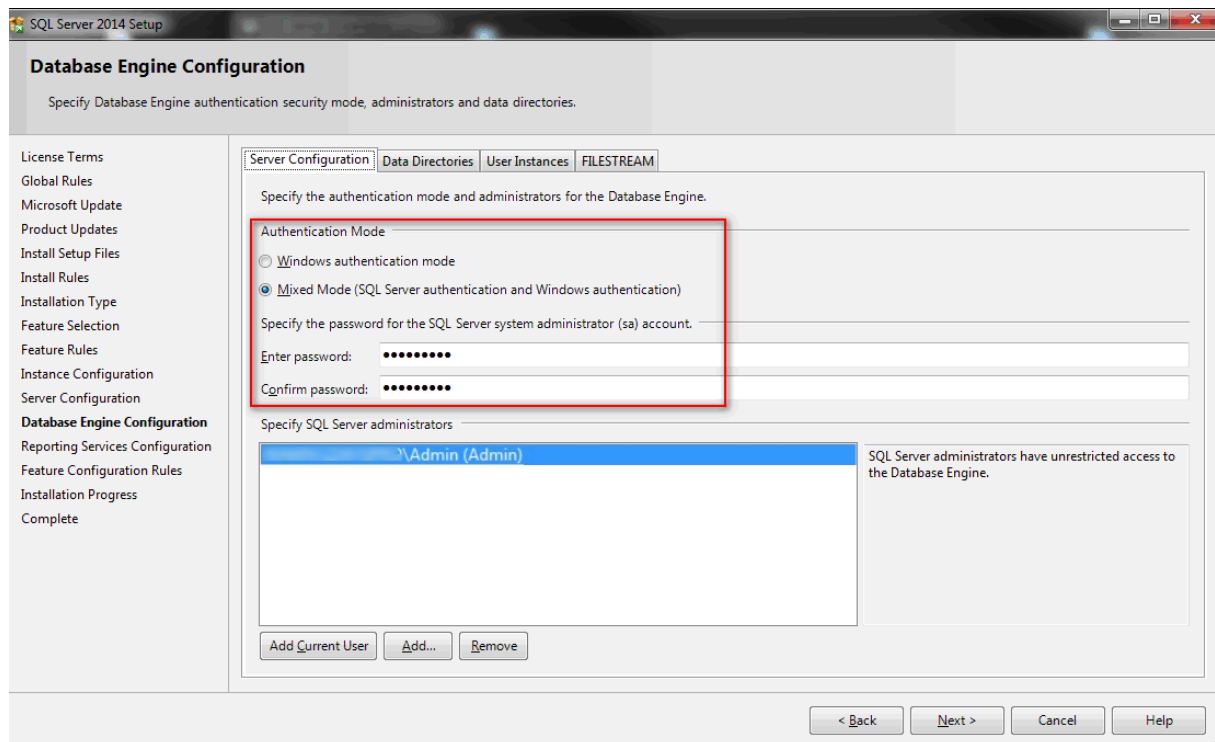 SQL Server 2014 Setup
Database Engine Configuration
Specify Database Engine authentication security mode, administrators and data directories.
License Terms
Global Rules
Microsoft Update
Product Updates
Install Setup Files
Install Rules
Installation Type
Feature Selection
Feature Rules
Instance Configuration
Server Configuration
Database Engine Configuration
Reporting Services Configuration
Feature Configuration Rules
Installation Progress
Complete
Server Configuration Data Directories User Instances FILESTREAM
Specify the authentication mode and administrators for the Database Engine.
Authentication Mode
Windows authentication mode
Mixed Mode (SQL Server authentication and Windows authentication)
Specify the password for the SQL Server system administrator (sa) account.
Enter password: •••••••••
Confirm password: •••••••••
Specify SQL Server administrators
\Admin (Admin)
SQL Server administrators have unrestricted access to
the Database Engine.
Add Current User Add... Remove
< Back Next > Cancel Help